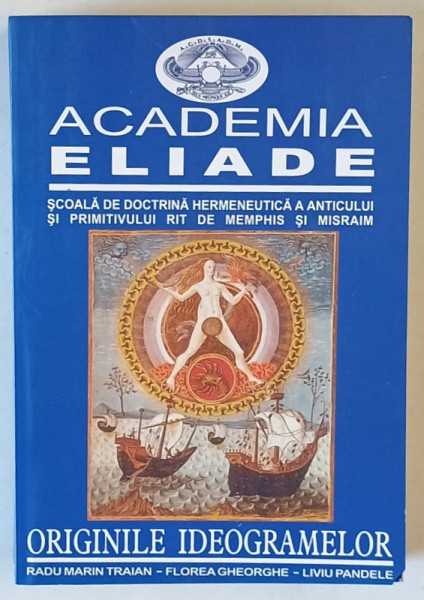 ACADEMIA
ELIADE
ŞCOALĂ DE DOCTRINĂ HERMENEUTICĂ A ANTICULUI
ŞI PRIMITIVULUI RIT DE MEMPHIS ŞI MISRAIM
ORIGINILE IDEOGRAMELOR
RADU MARIN TRAIAN – FLOREA GHEORGHE – LIVIU PANDELE